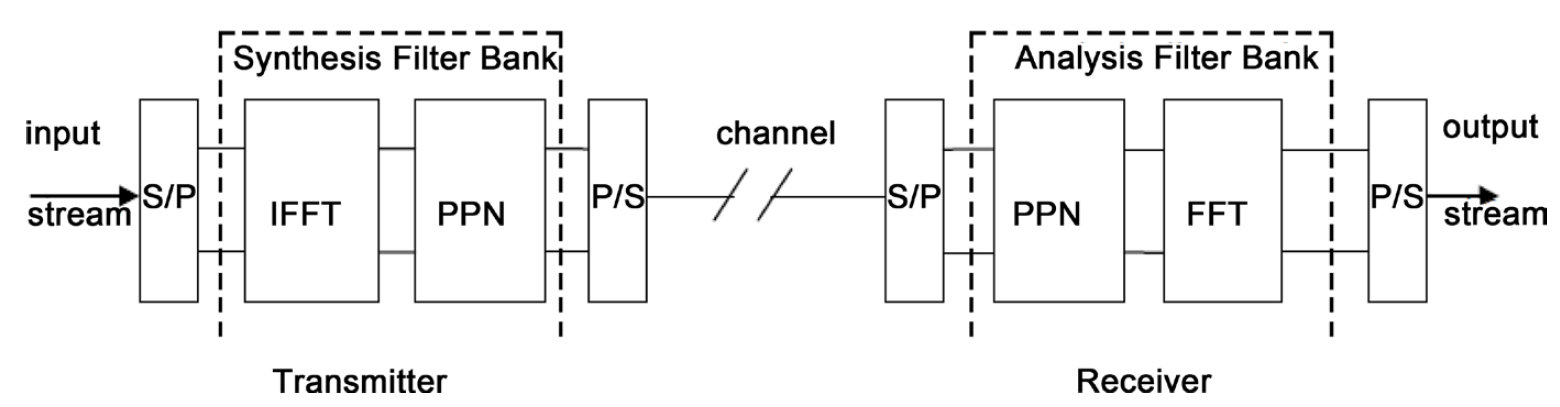 Synthesis Filter Bank
Analysis Filter Bank
input
channel
output
S/P
IFFT
PPN
P/S
S/P
PPN
FFT
P/S
stream
stream
Transmitter
Receiver